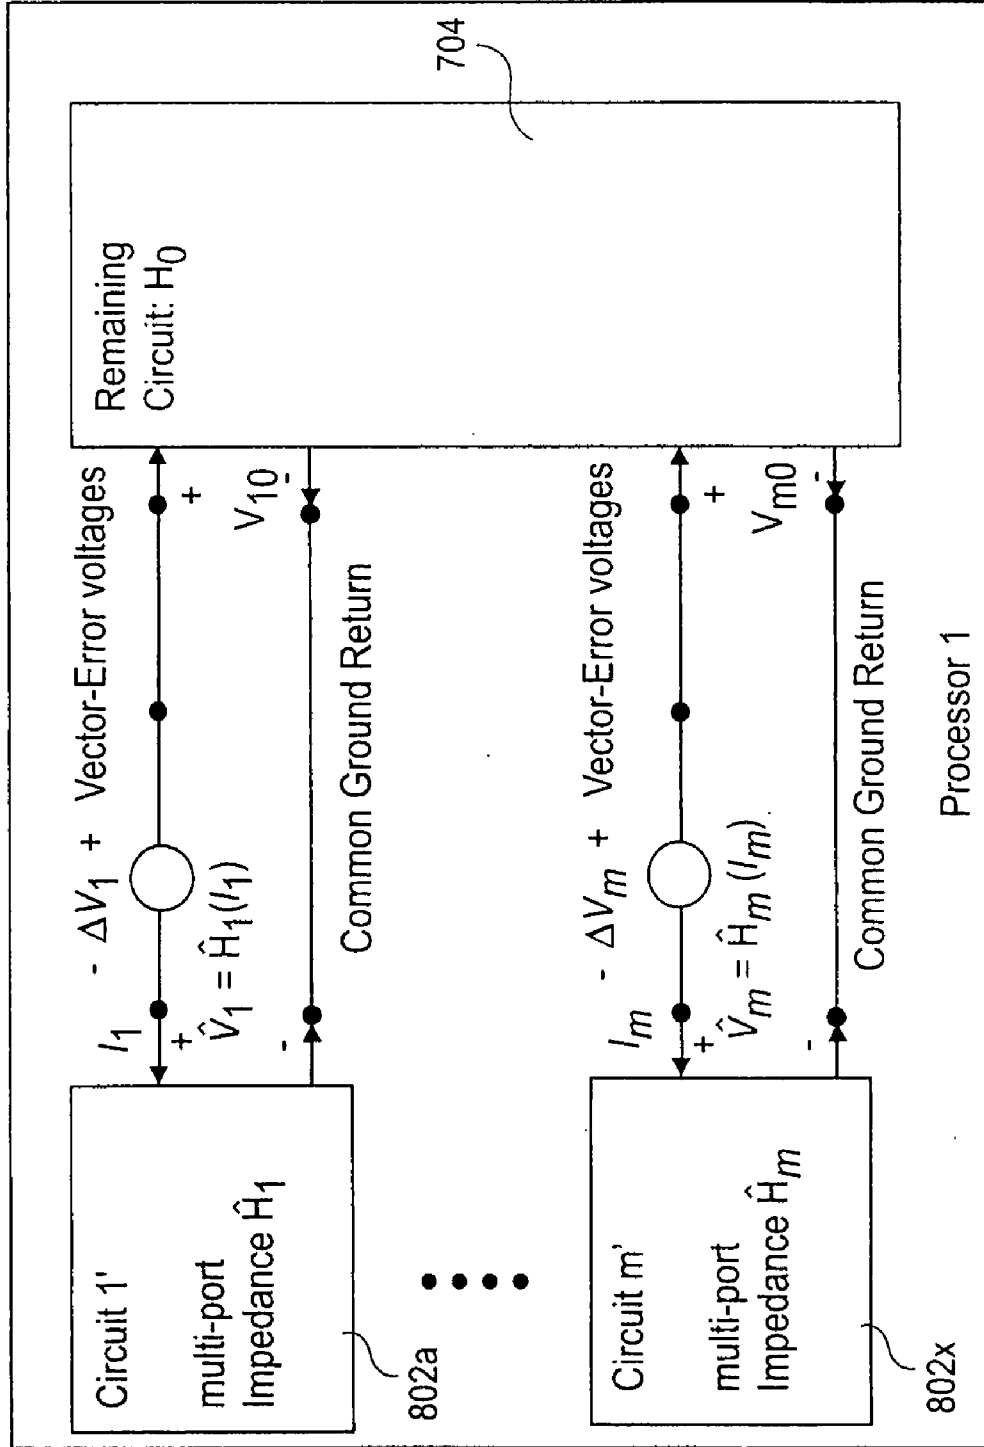 Circuit 1'
multi-port
Impedance Ĥ1
802a
I1
- ΔV1 + Vector-Error voltages
+
V̂1 = Ĥ1(I1)
-
Common Ground Return
+
V10
-
Remaining
Circuit: H0
704
Circuit m'
multi-port
Impedance Ĥm
802x
Im
- ΔVm + Vector-Error voltages
+
V̂m = Ĥm(Im)
-
Common Ground Return
+
Vm0
-
Processor 1